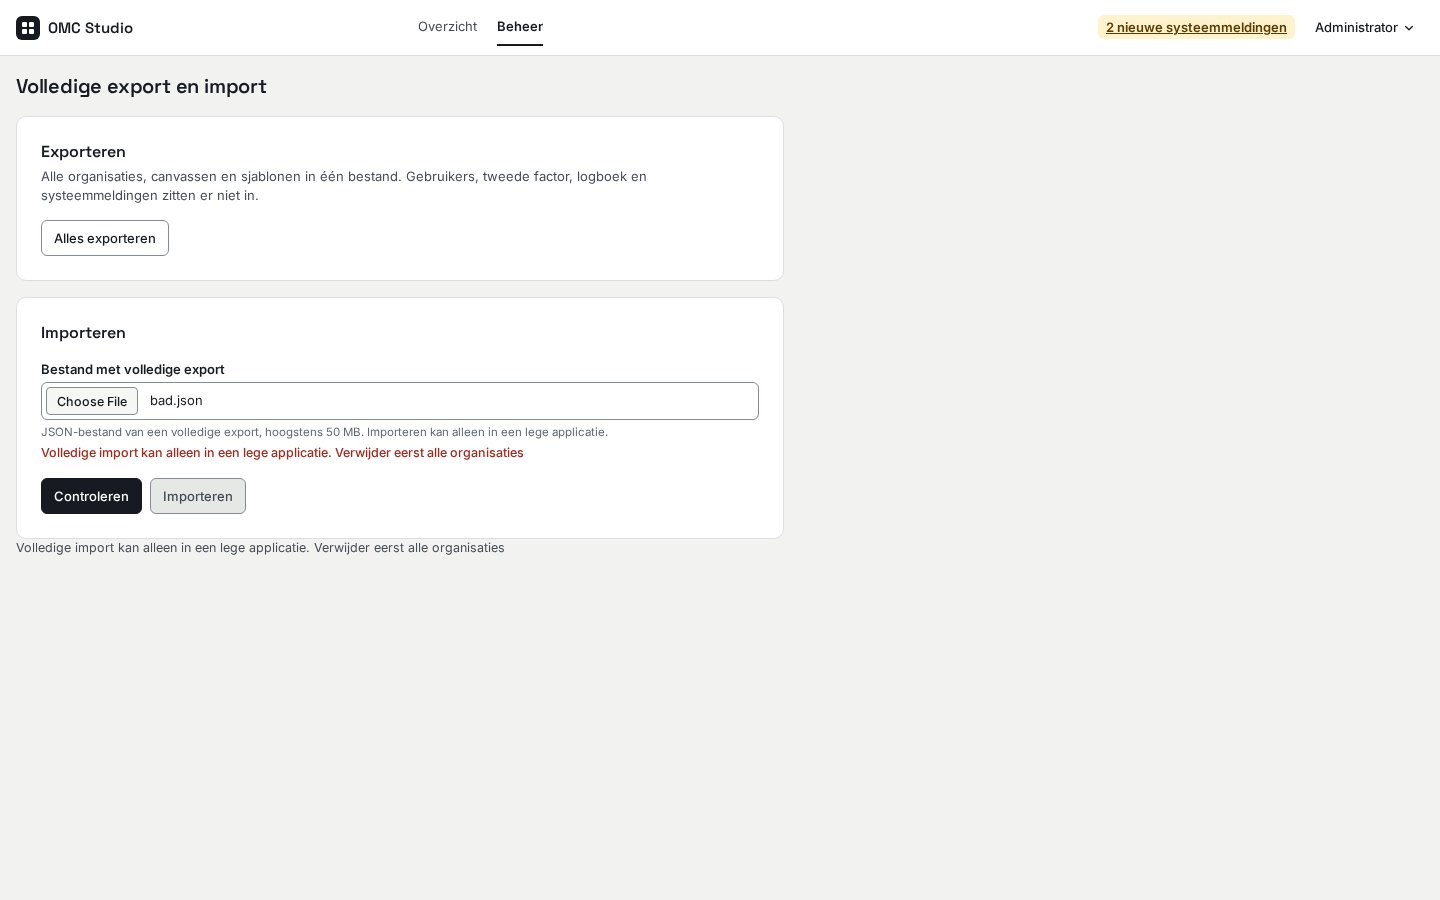 OMC Studio
Overzicht
Beheer
2 nieuwe systeemmeldingen
Administrator
Volledige export en import
Exporteren
Alle organisaties, canvassen en sjablonen in één bestand. Gebruikers, tweede factor, logboek en
systeemmeldingen zitten er niet in.
Alles exporteren
Importeren
Bestand met volledige export
Choose File bad.json
JSON-bestand van een volledige export, hoogstens 50 MB. Importeren kan alleen in een lege applicatie.
Volledige import kan alleen in een lege applicatie. Verwijder eerst alle organisaties
Controleren
Importeren
Volledige import kan alleen in een lege applicatie. Verwijder eerst alle organisaties